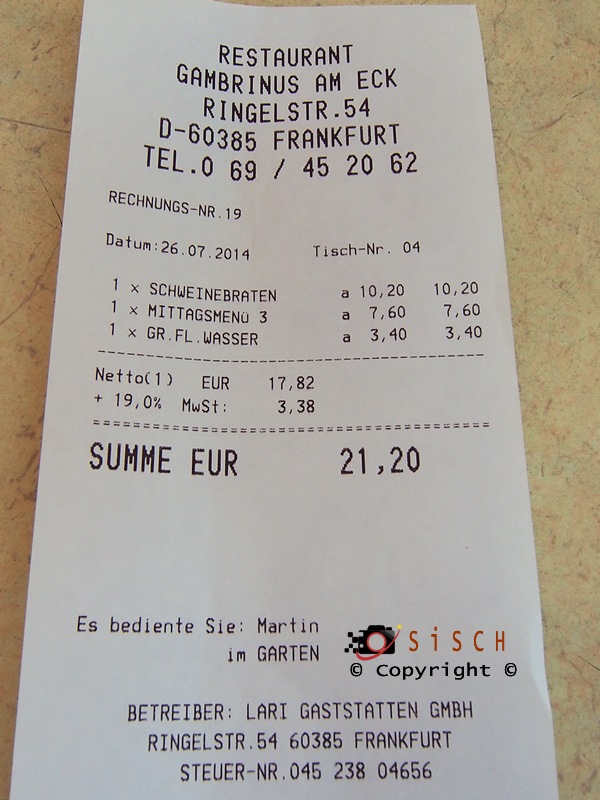 RESTAURANT
GAMBRINUS AM ECK
RINGELSTR.54
D-60385 FRANKFURT
TEL.0 69 / 45 20 62
RECHNUNGS-NR.19
Datum:26.07.2014 Tisch-Nr. 04
1 x SCHWEINEBRATEN a 10,20 10,20
1 x MITTAGSMENÜ 3 a 7,60 7,60
1 x GR.FL.WASSER a 3,40 3,40
Netto(1) EUR 17,82
+ 19,0% MwSt: 3,38
SUMME EUR 21,20
Es bediente Sie: Martin
im GARTEN
SiSCH
© Copyright ©
BETREIBER: LARI GASTSTATTEN GMBH
RINGELSTR.54 60385 FRANKFURT
STEUER-NR.045 238 04656